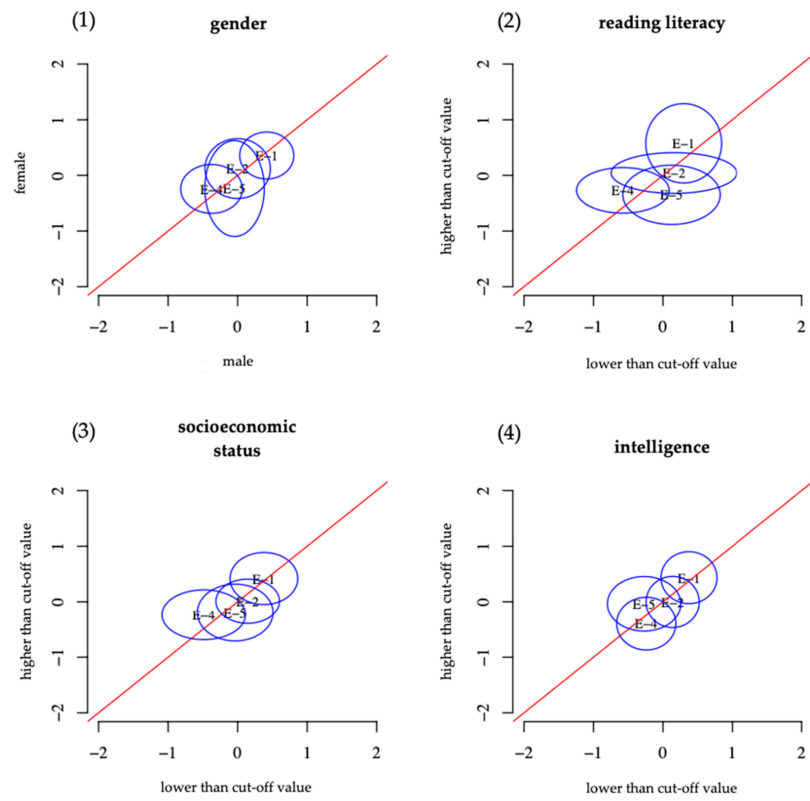 (1)
gender
2
1
0
−1
−2
female
E−1
E−2
E−4
E−5
−2 −1 0 1 2
male
(2)
reading literacy
2
1
0
−1
−2
higher than cut-off value
E−1
E−2
E−4
E−5
−2 −1 0 1 2
lower than cut-off value
(3)
socioeconomic
status
2
1
0
−1
−2
higher than cut-off value
E−1
E−2
E−4
E−5
−2 −1 0 1 2
lower than cut-off value
(4)
intelligence
2
1
0
−1
−2
higher than cut-off value
E−1
E−5
E−2
E−4
−2 −1 0 1 2
lower than cut-off value